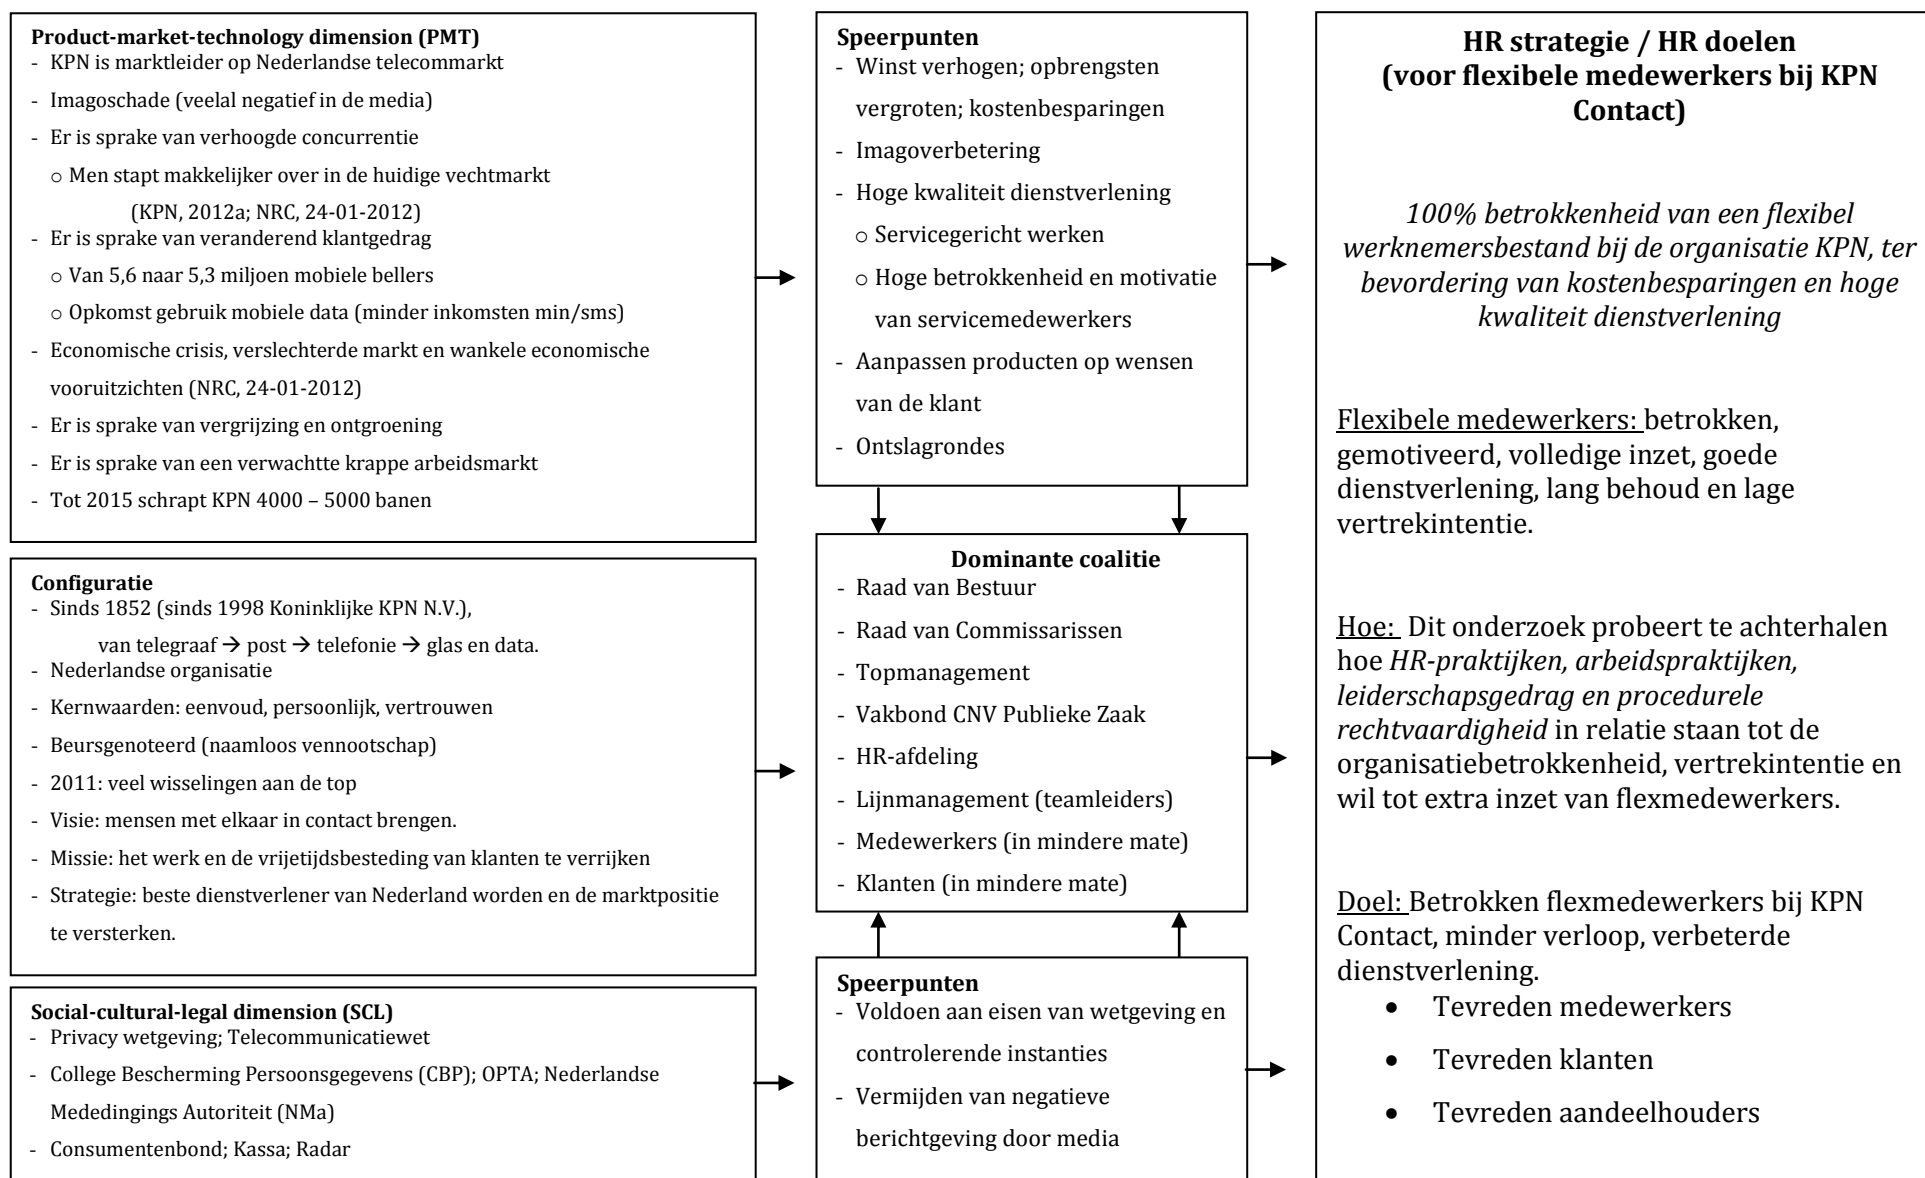 Product-market-technology dimension (PMT)
- KPN is marktleider op Nederlandse telecommarkt
- Imagoschade (veelal negatief in de media)
- Er is sprake van verhoogde concurrentie
o Men stapt makkelijker over in de huidige vechtmarkt
(KPN, 2012a; NRC, 24-01-2012)
- Er is sprake van veranderend klantgedrag
o Van 5,6 naar 5,3 miljoen mobiele bellers
o Opkomst gebruik mobiele data (minder inkomsten min/sms)
- Economische crisis, verslechterde markt en wankele economische
vooruitzichten (NRC, 24-01-2012)
- Er is sprake van vergrijzing en ontgroening
- Er is sprake van een verwachtte krappe arbeidsmarkt
- Tot 2015 schrapt KPN 4000 – 5000 banen
Configuratie
- Sinds 1852 (sinds 1998 Koninklijke KPN N.V.),
van telegraaf → post → telefonie → glas en data.
- Nederlandse organisatie
- Kernwaarden: eenvoud, persoonlijk, vertrouwen
- Beursgenoteerd (naamloos vennootschap)
- 2011: veel wisselingen aan de top
- Visie: mensen met elkaar in contact brengen.
- Missie: het werk en de vrijetijdsbesteding van klanten te verrijken
- Strategie: beste dienstverlener van Nederland worden en de marktpositie
te versterken.
Social-cultural-legal dimension (SCL)
- Privacy wetgeving; Telecommunicatiewet
- College Bescherming Persoonsgegevens (CBP); OPTA; Nederlandse
Mededingings Autoriteit (NMa)
- Consumentenbond; Kassa; Radar
Speerpunten
- Winst verhogen; opbrengsten
vergroten; kostenbesparingen
- Imagoverbetering
- Hoge kwaliteit dienstverlening
o Servicegericht werken
o Hoge betrokkenheid en motivatie
van servicemedewerkers
- Aanpassen producten op wensen
van de klant
- Ontslagrondes
Dominante coalitie
- Raad van Bestuur
- Raad van Commissarissen
- Topmanagement
- Vakbond CNV Publieke Zaak
- HR-afdeling
- Lijnmanagement (teamleiders)
- Medewerkers (in mindere mate)
- Klanten (in mindere mate)
Speerpunten
- Voldoen aan eisen van wetgeving en
controlerende instanties
- Vermijden van negatieve
berichtgeving door media
HR strategie / HR doelen
(voor flexibele medewerkers bij KPN
Contact)
100% betrokkenheid van een flexibel
werknemersbestand bij de organisatie KPN, ter
bevordering van kostenbesparingen en hoge
kwaliteit dienstverlening
Flexibele medewerkers: betrokken,
gemotiveerd, volledige inzet, goede
dienstverlening, lang behoud en lage
vertrekintentie.
Hoe: Dit onderzoek probeert te achterhalen
hoe HR-praktijken, arbeidspraktijken,
leiderschapsgedrag en procedurele
rechtvaardigheid in relatie staan tot de
organisatiebetrokkenheid, vertrekintentie en
wil tot extra inzet van flexmedewerkers.
Doel: Betrokken flexmedewerkers bij KPN
Contact, minder verloop, verbeterde
dienstverlening.
• Tevreden medewerkers
• Tevreden klanten
• Tevreden aandeelhouders